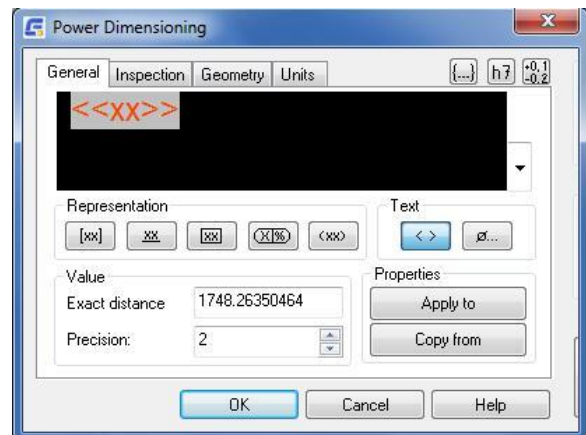 Power Dimensioning
General Inspection Geometry Units {...} h7 +0,1 -0,2
<<xx>>
Representation Text
[xx] xx xx (X|%) (xx) < > ø...
Value Properties
Exact distance 1748.26350464 Apply to
Precision: 2 Copy from
OK Cancel Help